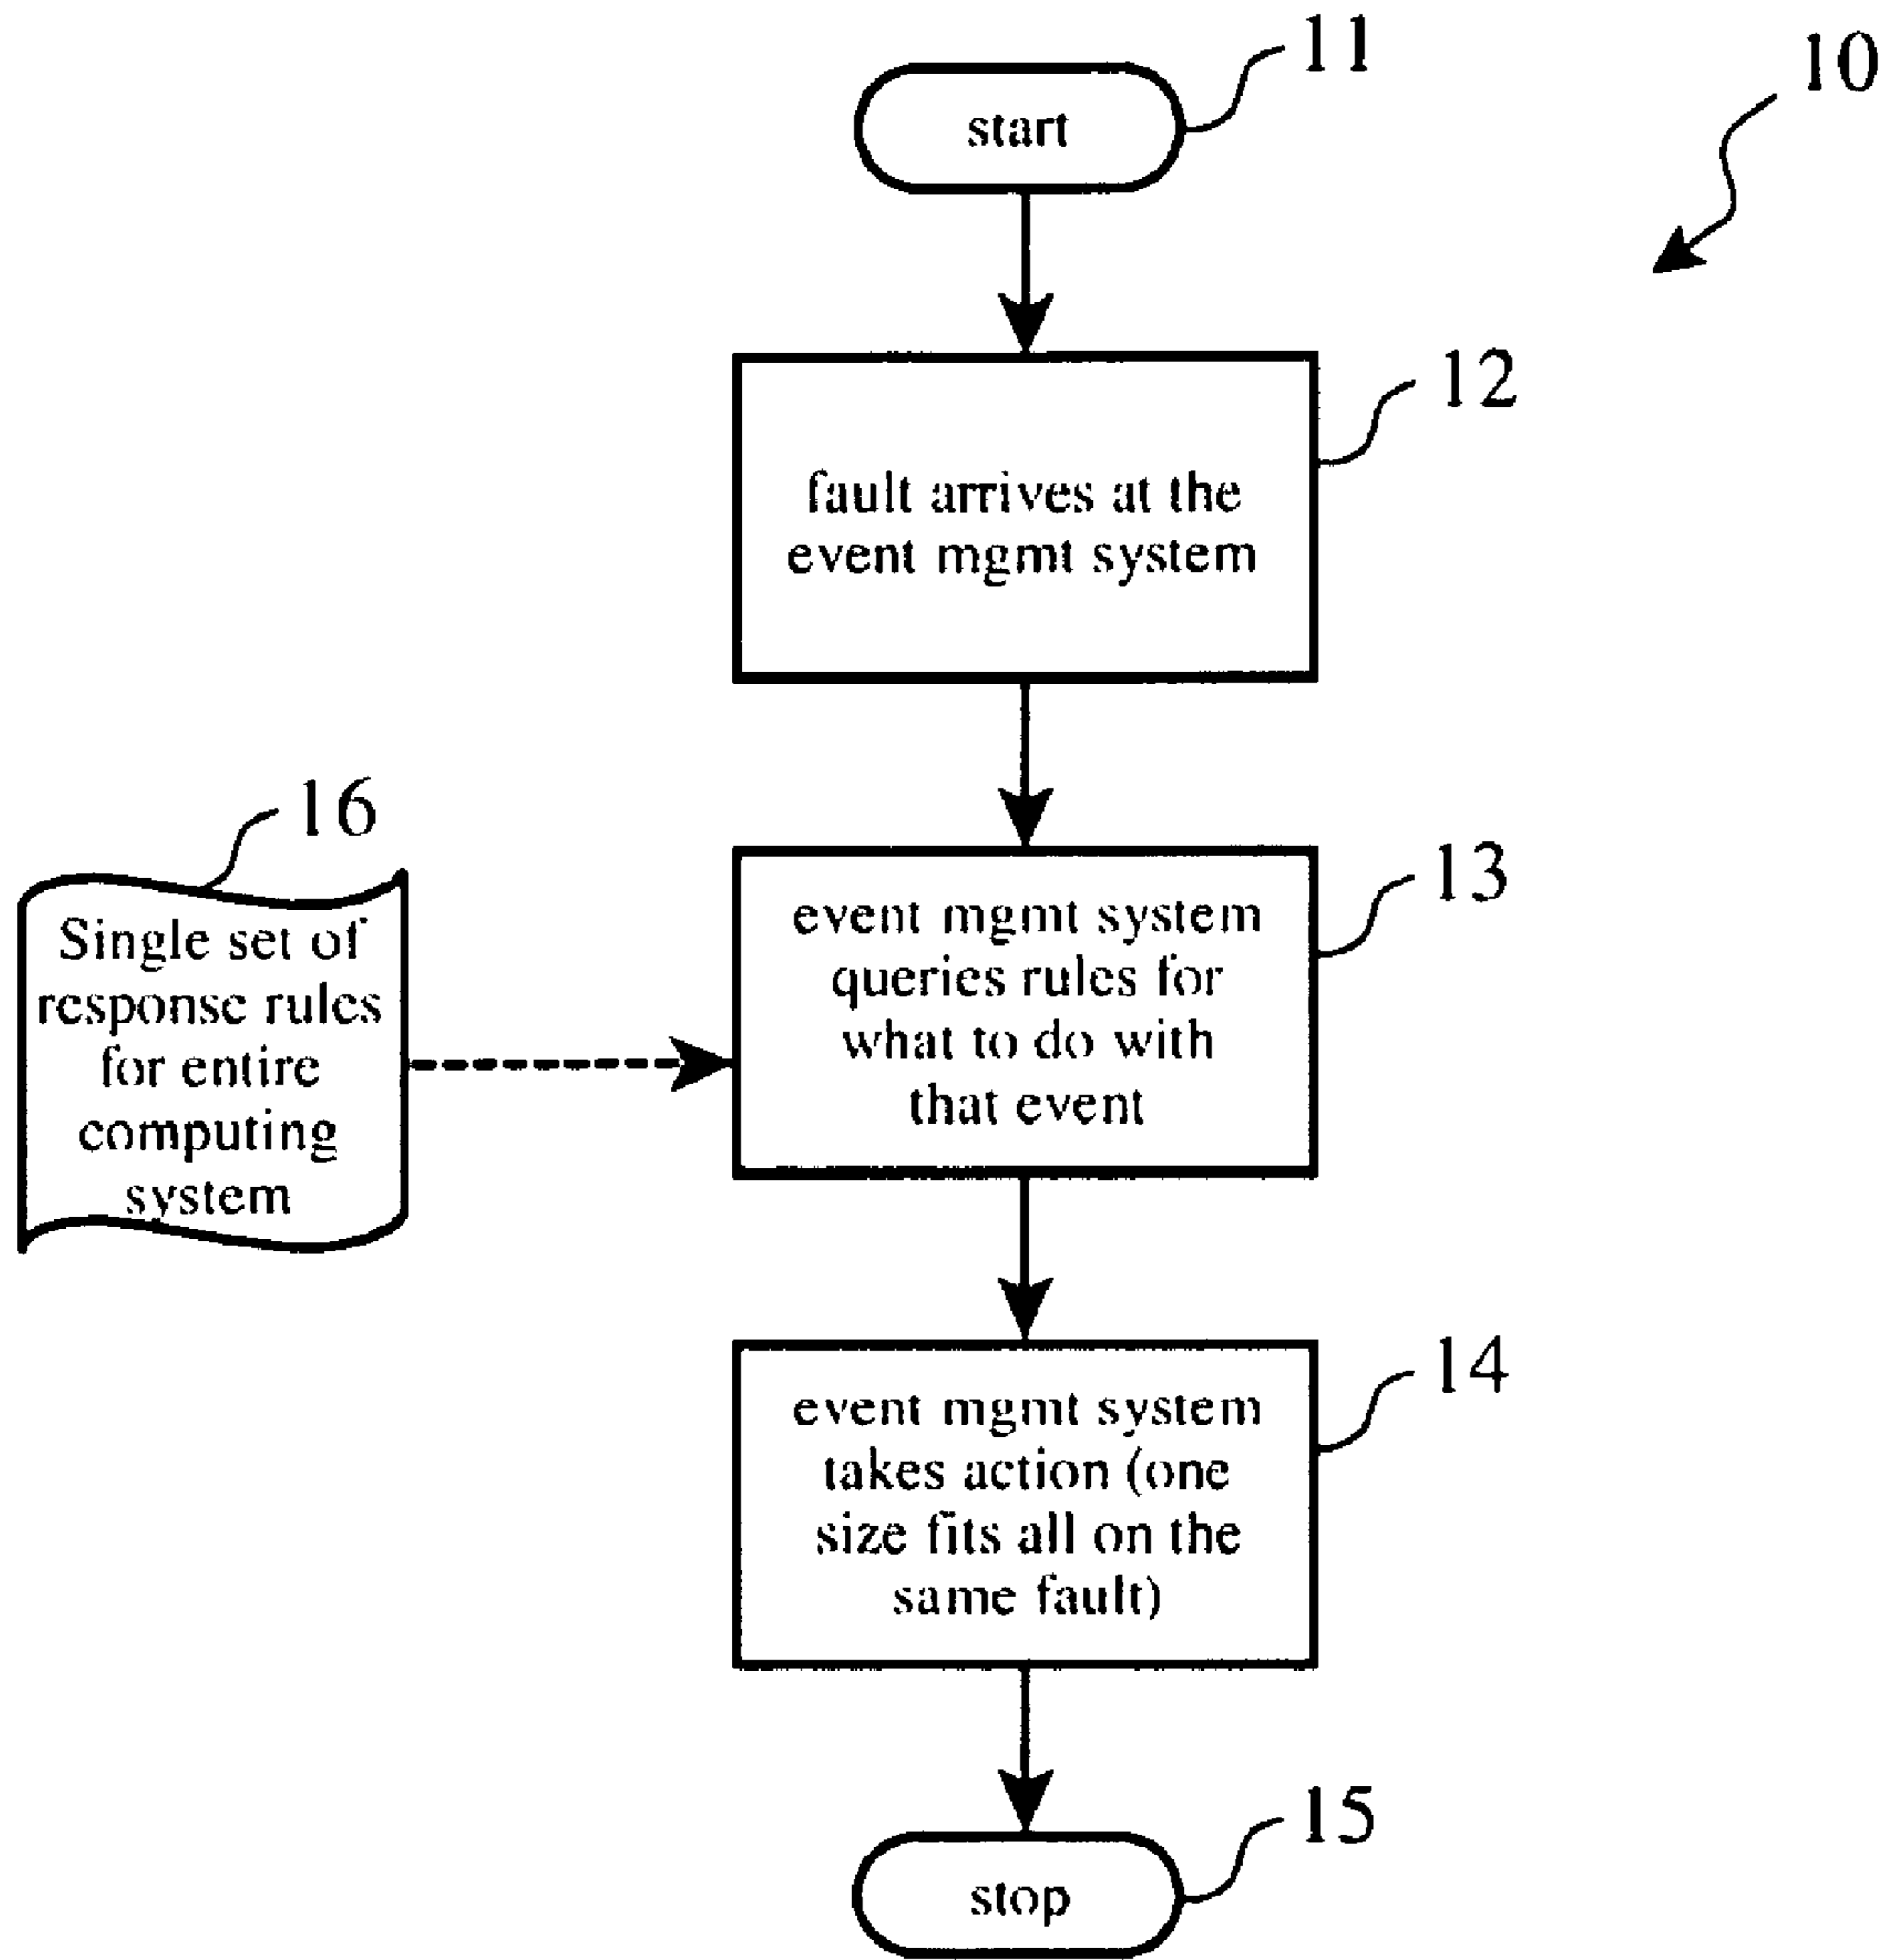 11
10
start
12
fault arrives at the
event mgmt system
16
Single set of
response rules
for entire
computing
system
13
event mgmt system
queries rules for
what to do with
that event
14
event mgmt system
takes action (one
size fits all on the
same fault)
15
stop